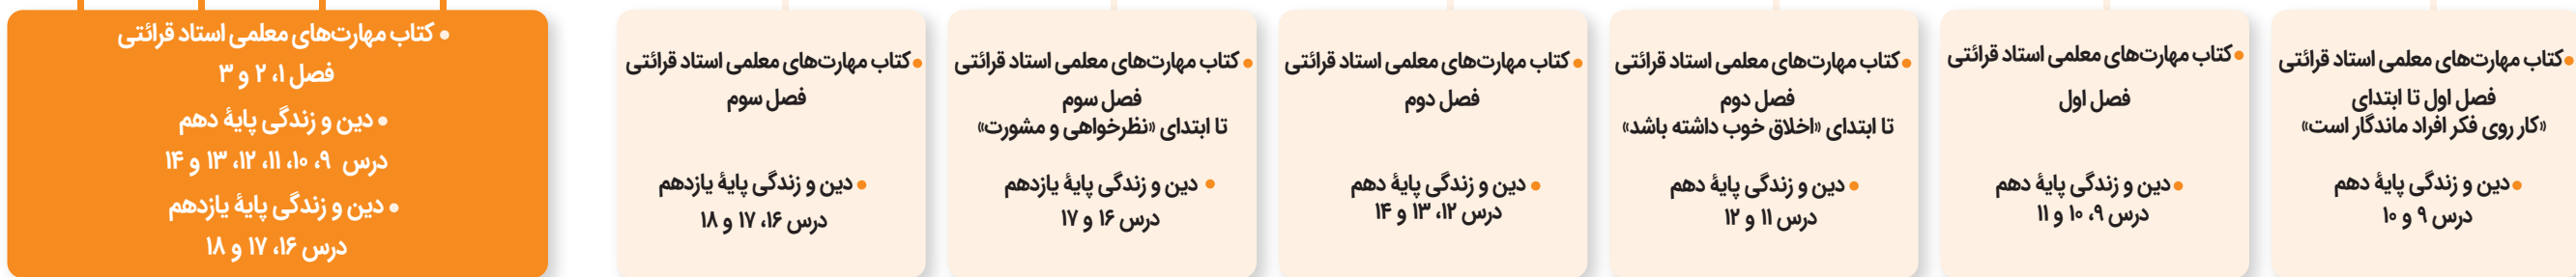 •کتاب مهارت‌های معلمی استاد قرائتی
فصل اول تا ابتدای
«کار روی فکر افراد ماندگار است»
•دین و زندگی پایهٔ دهم
درس ۹ و ۱۰
•کتاب مهارت‌های معلمی استاد قرائتی
فصل اول
•دین و زندگی پایهٔ دهم
درس ۹، ۱۰ و ۱۱
•کتاب مهارت‌های معلمی استاد قرائتی
فصل دوم
تا ابتدای «اخلاق خوب داشته باشد»
•دین و زندگی پایهٔ دهم
درس ۱۱ و ۱۲
•کتاب مهارت‌های معلمی استاد قرائتی
فصل دوم
•دین و زندگی پایهٔ دهم
درس ۱۲، ۱۳ و ۱۴
•کتاب مهارت‌های معلمی استاد قرائتی
فصل سوم
تا ابتدای «نظرخواهی و مشورت»
•دین و زندگی پایهٔ یازدهم
درس ۱۶ و ۱۷
•کتاب مهارت‌های معلمی استاد قرائتی
فصل سوم
•دین و زندگی پایهٔ یازدهم
درس ۱۶، ۱۷ و ۱۸
•کتاب مهارت‌های معلمی استاد قرائتی
فصل ۱، ۲ و ۳
•دین و زندگی پایهٔ دهم
درس ۹، ۱۰، ۱۱، ۱۲، ۱۳ و ۱۴
•دین و زندگی پایهٔ یازدهم
درس ۱۶، ۱۷ و ۱۸